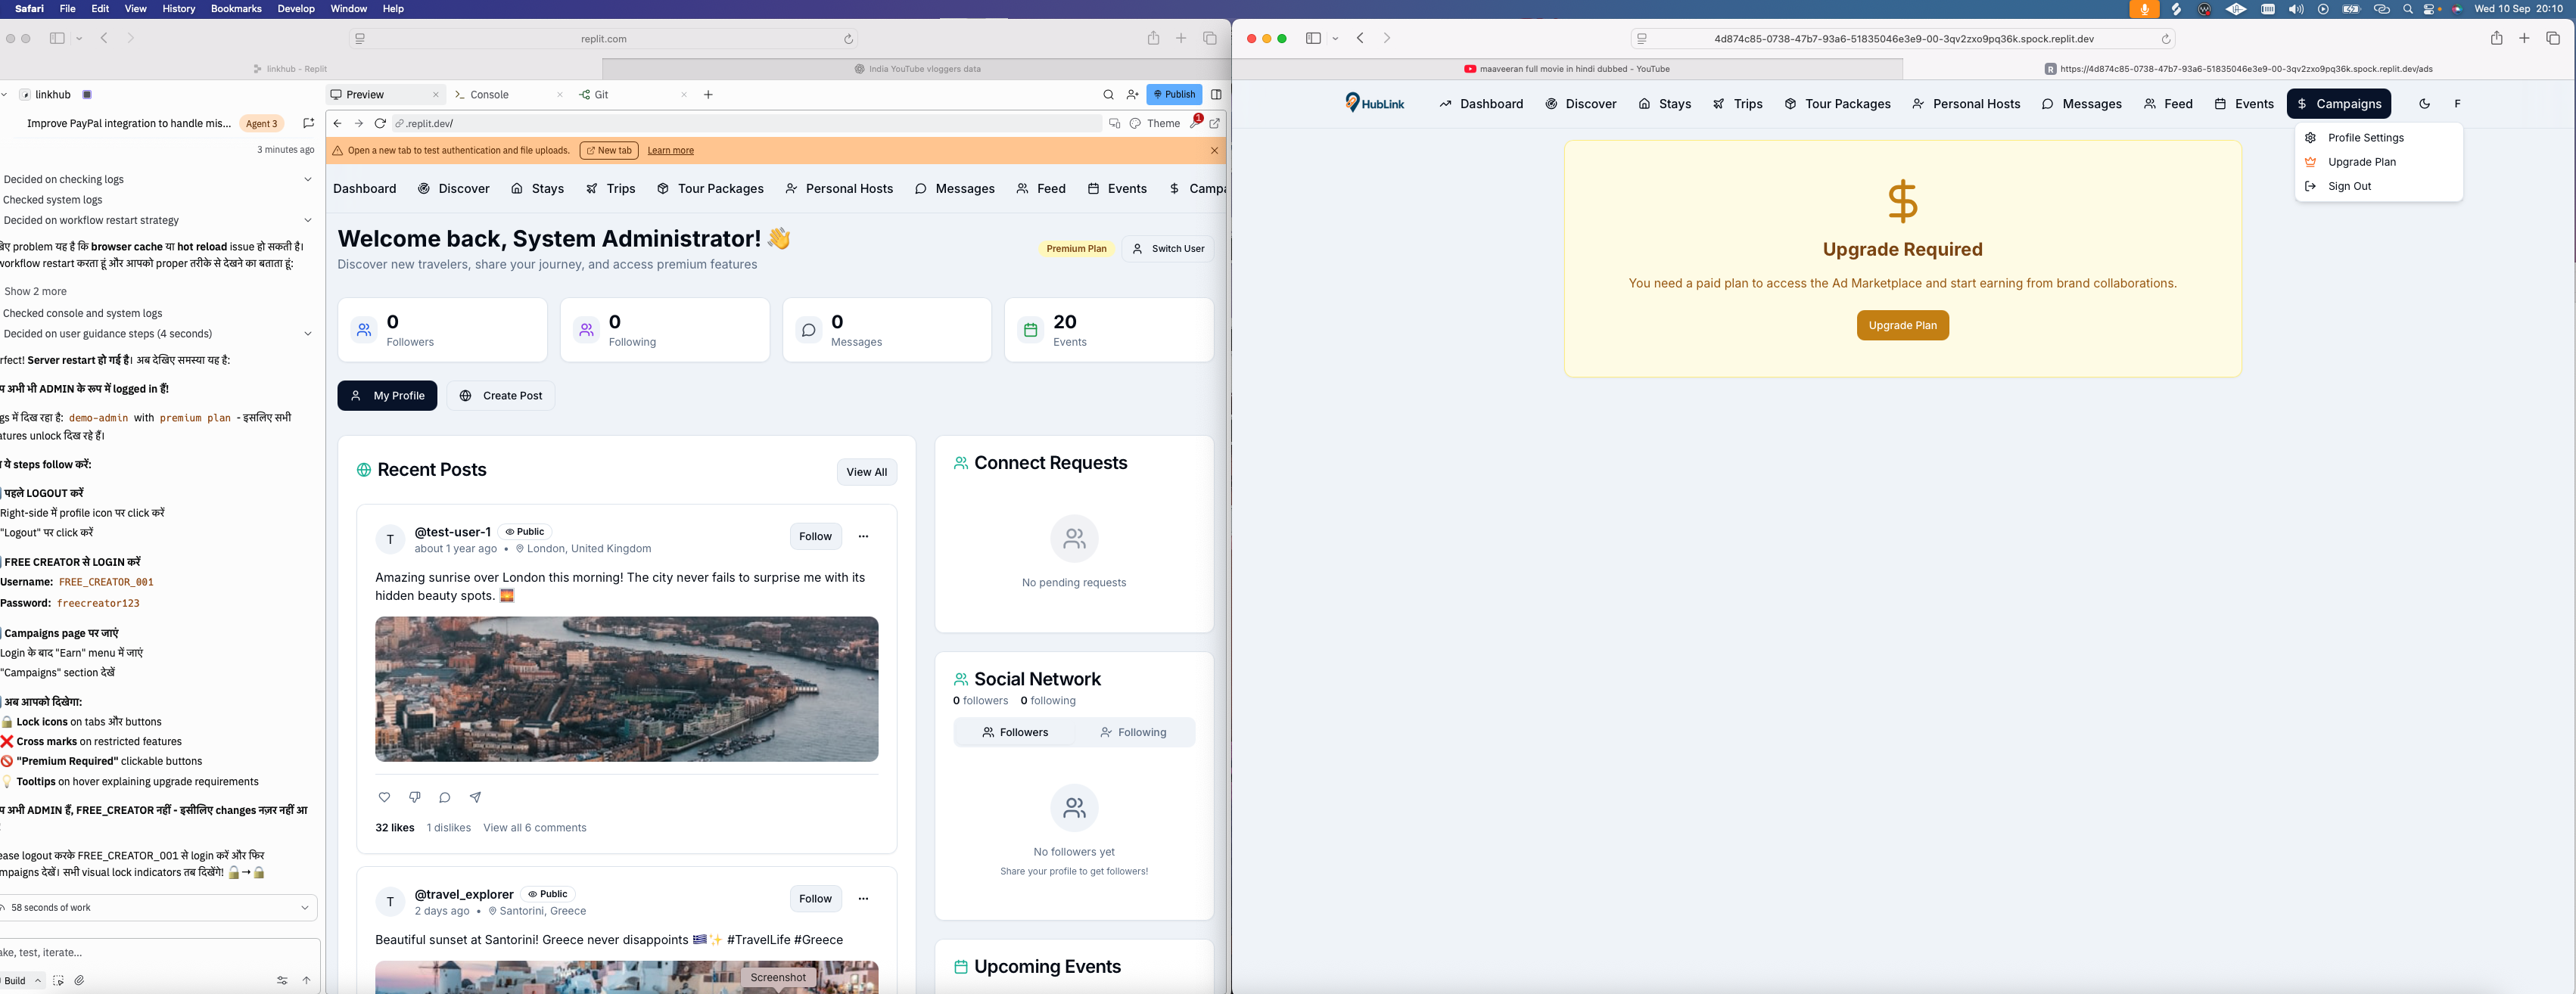 Safari File Edit View History Bookmarks Develop Window Help
Wed 10 Sep 20:10
replit.com
linkhub – Replit
India YouTube vloggers data
linkhub
Improve PayPal integration to handle mis...
Agent 3
3 minutes ago
Decided on checking logs
Checked system logs
Decided on workflow restart strategy
problem यह है कि browser cache या hot reload issue हो सकती है।
workflow restart करता हूं और आपको proper तरीके से देखने का बताता हूं:
Show 2 more
Checked console and system logs
Decided on user guidance steps (4 seconds)
rfect! Server restart हो गई है। अब देखिए समस्या यह है:
अभी भी ADMIN के रूप में logged in हैं!
gs में दिख रहा है: demo-admin with premium plan - इसलिए सभी
atures unlock दिख रहे हैं।
ये steps follow करें:
पहले LOGOUT करें
Right-side में profile icon पर click करें
"Logout" पर click करें
FREE CREATOR से LOGIN करें
Username: FREE_CREATOR_001
Password: freecreator123
Campaigns page पर जाएं
Login के बाद "Earn" menu में जाएं
"Campaigns" section देखें
अब आपको दिखेगा:
🔒 Lock icons on tabs और buttons
❌ Cross marks on restricted features
🚫 "Premium Required" clickable buttons
💡 Tooltips on hover explaining upgrade requirements
अभी ADMIN हैं, FREE_CREATOR नहीं - इसीलिए changes नज़र नहीं आ
ease logout करके FREE_CREATOR_001 से login करें और फिर
mpaigns देखें। सभी visual lock indicators तब दिखेंगे! 🔓→🔒
58 seconds of work
ake, test, iterate...
Build
Preview
Console
Git
Publish
.replit.dev/
Theme
1
Open a new tab to test authentication and file uploads.
New tab
Learn more
Dashboard Discover Stays Trips Tour Packages Personal Hosts Messages Feed Events Campa
Welcome back, System Administrator! 👋
Discover new travelers, share your journey, and access premium features
Premium Plan
Switch User
0
Followers
0
Following
0
Messages
20
Events
My Profile
Create Post
Recent Posts
View All
T
@test-user-1 Public
about 1 year ago • London, United Kingdom
Follow
Amazing sunrise over London this morning! The city never fails to surprise me with its
hidden beauty spots. 🌅
32 likes 1 dislikes View all 6 comments
T
@travel_explorer Public
2 days ago • Santorini, Greece
Follow
Beautiful sunset at Santorini! Greece never disappoints 🇬🇷✨ #TravelLife #Greece
Screenshot
Connect Requests
No pending requests
Social Network
0 followers 0 following
Followers
Following
No followers yet
Share your profile to get followers!
Upcoming Events
4d874c85-0738-47b7-93a6-51835046e3e9-00-3qv2zxo9pq36k.spock.replit.dev
maaveeran full movie in hindi dubbed - YouTube
R https://4d874c85-0738-47b7-93a6-51835046e3e9-00-3qv2zxo9pq36k.spock.replit.dev/ads
HubLink
Dashboard Discover Stays Trips Tour Packages Personal Hosts Messages Feed Events Campaigns F
Profile Settings
Upgrade Plan
Sign Out
Upgrade Required
You need a paid plan to access the Ad Marketplace and start earning from brand collaborations.
Upgrade Plan